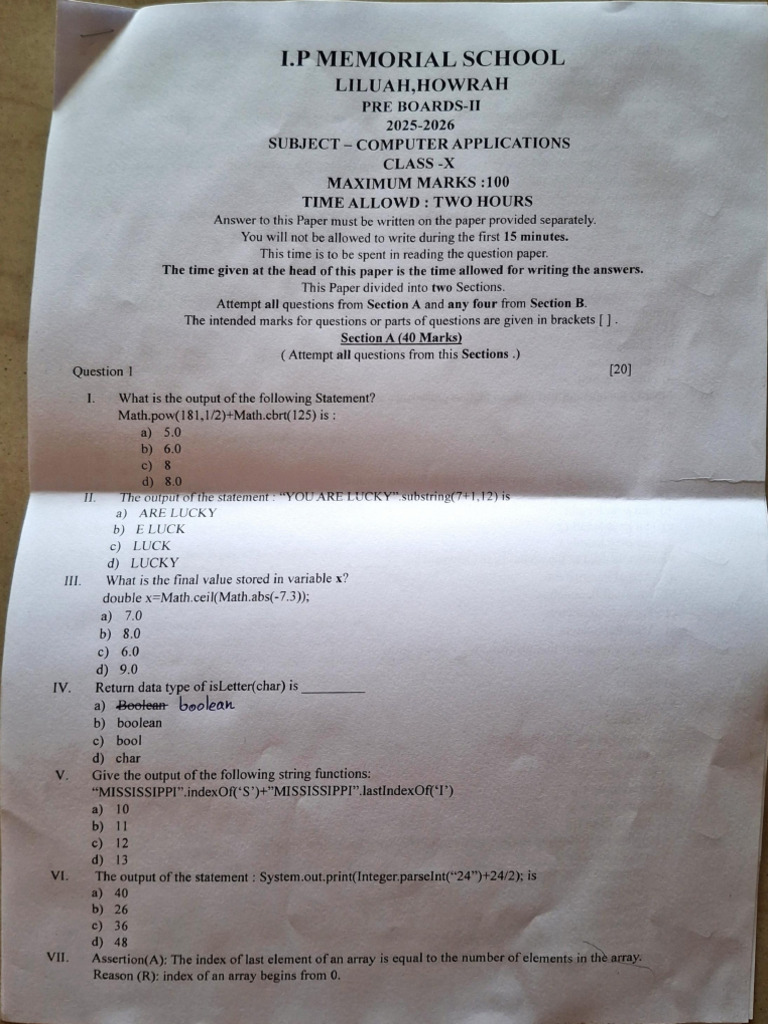 I.P MEMORIAL SCHOOL
LILUAH,HOWRAH
PRE BOARDS-II
2025-2026
SUBJECT – COMPUTER APPLICATIONS
CLASS -X
MAXIMUM MARKS :100
TIME ALLOWD : TWO HOURS
Answer to this Paper must be written on the paper provided separately.
You will not be allowed to write during the first 15 minutes.
This time is to be spent in reading the question paper.
The time given at the head of this paper is the time allowed for writing the answers.
This Paper divided into two Sections.
Attempt all questions from Section A and any four from Section B.
The intended marks for questions or parts of questions are given in brackets [ ] .
Section A (40 Marks)
( Attempt all questions from this Sections .)
Question 1 [20]
I. What is the output of the following Statement?
Math.pow(181,1/2)+Math.cbrt(125) is :
a) 5.0
b) 6.0
c) 8
d) 8.0
II. The output of the statement : “YOU ARE LUCKY”.substring(7+1,12) is
a) ARE LUCKY
b) E LUCK
c) LUCK
d) LUCKY
III. What is the final value stored in variable x?
double x=Math.ceil(Math.abs(-7.3));
a) 7.0
b) 8.0
c) 6.0
d) 9.0
IV. Return data type of isLetter(char) is __________
a) Boolean boolean
b) boolean
c) bool
d) char
V. Give the output of the following string functions:
“MISSISSIPPI”.indexOf(‘S’)+”MISSISSIPPI”.lastIndexOf(‘I’)
a) 10
b) 11
c) 12
d) 13
VI. The output of the statement : System.out.print(Integer.parseInt(“24”)+24/2); is
a) 40
b) 26
c) 36
d) 48
VII. Assertion(A): The index of last element of an array is equal to the number of elements in the array.
Reason (R): index of an array begins from 0.